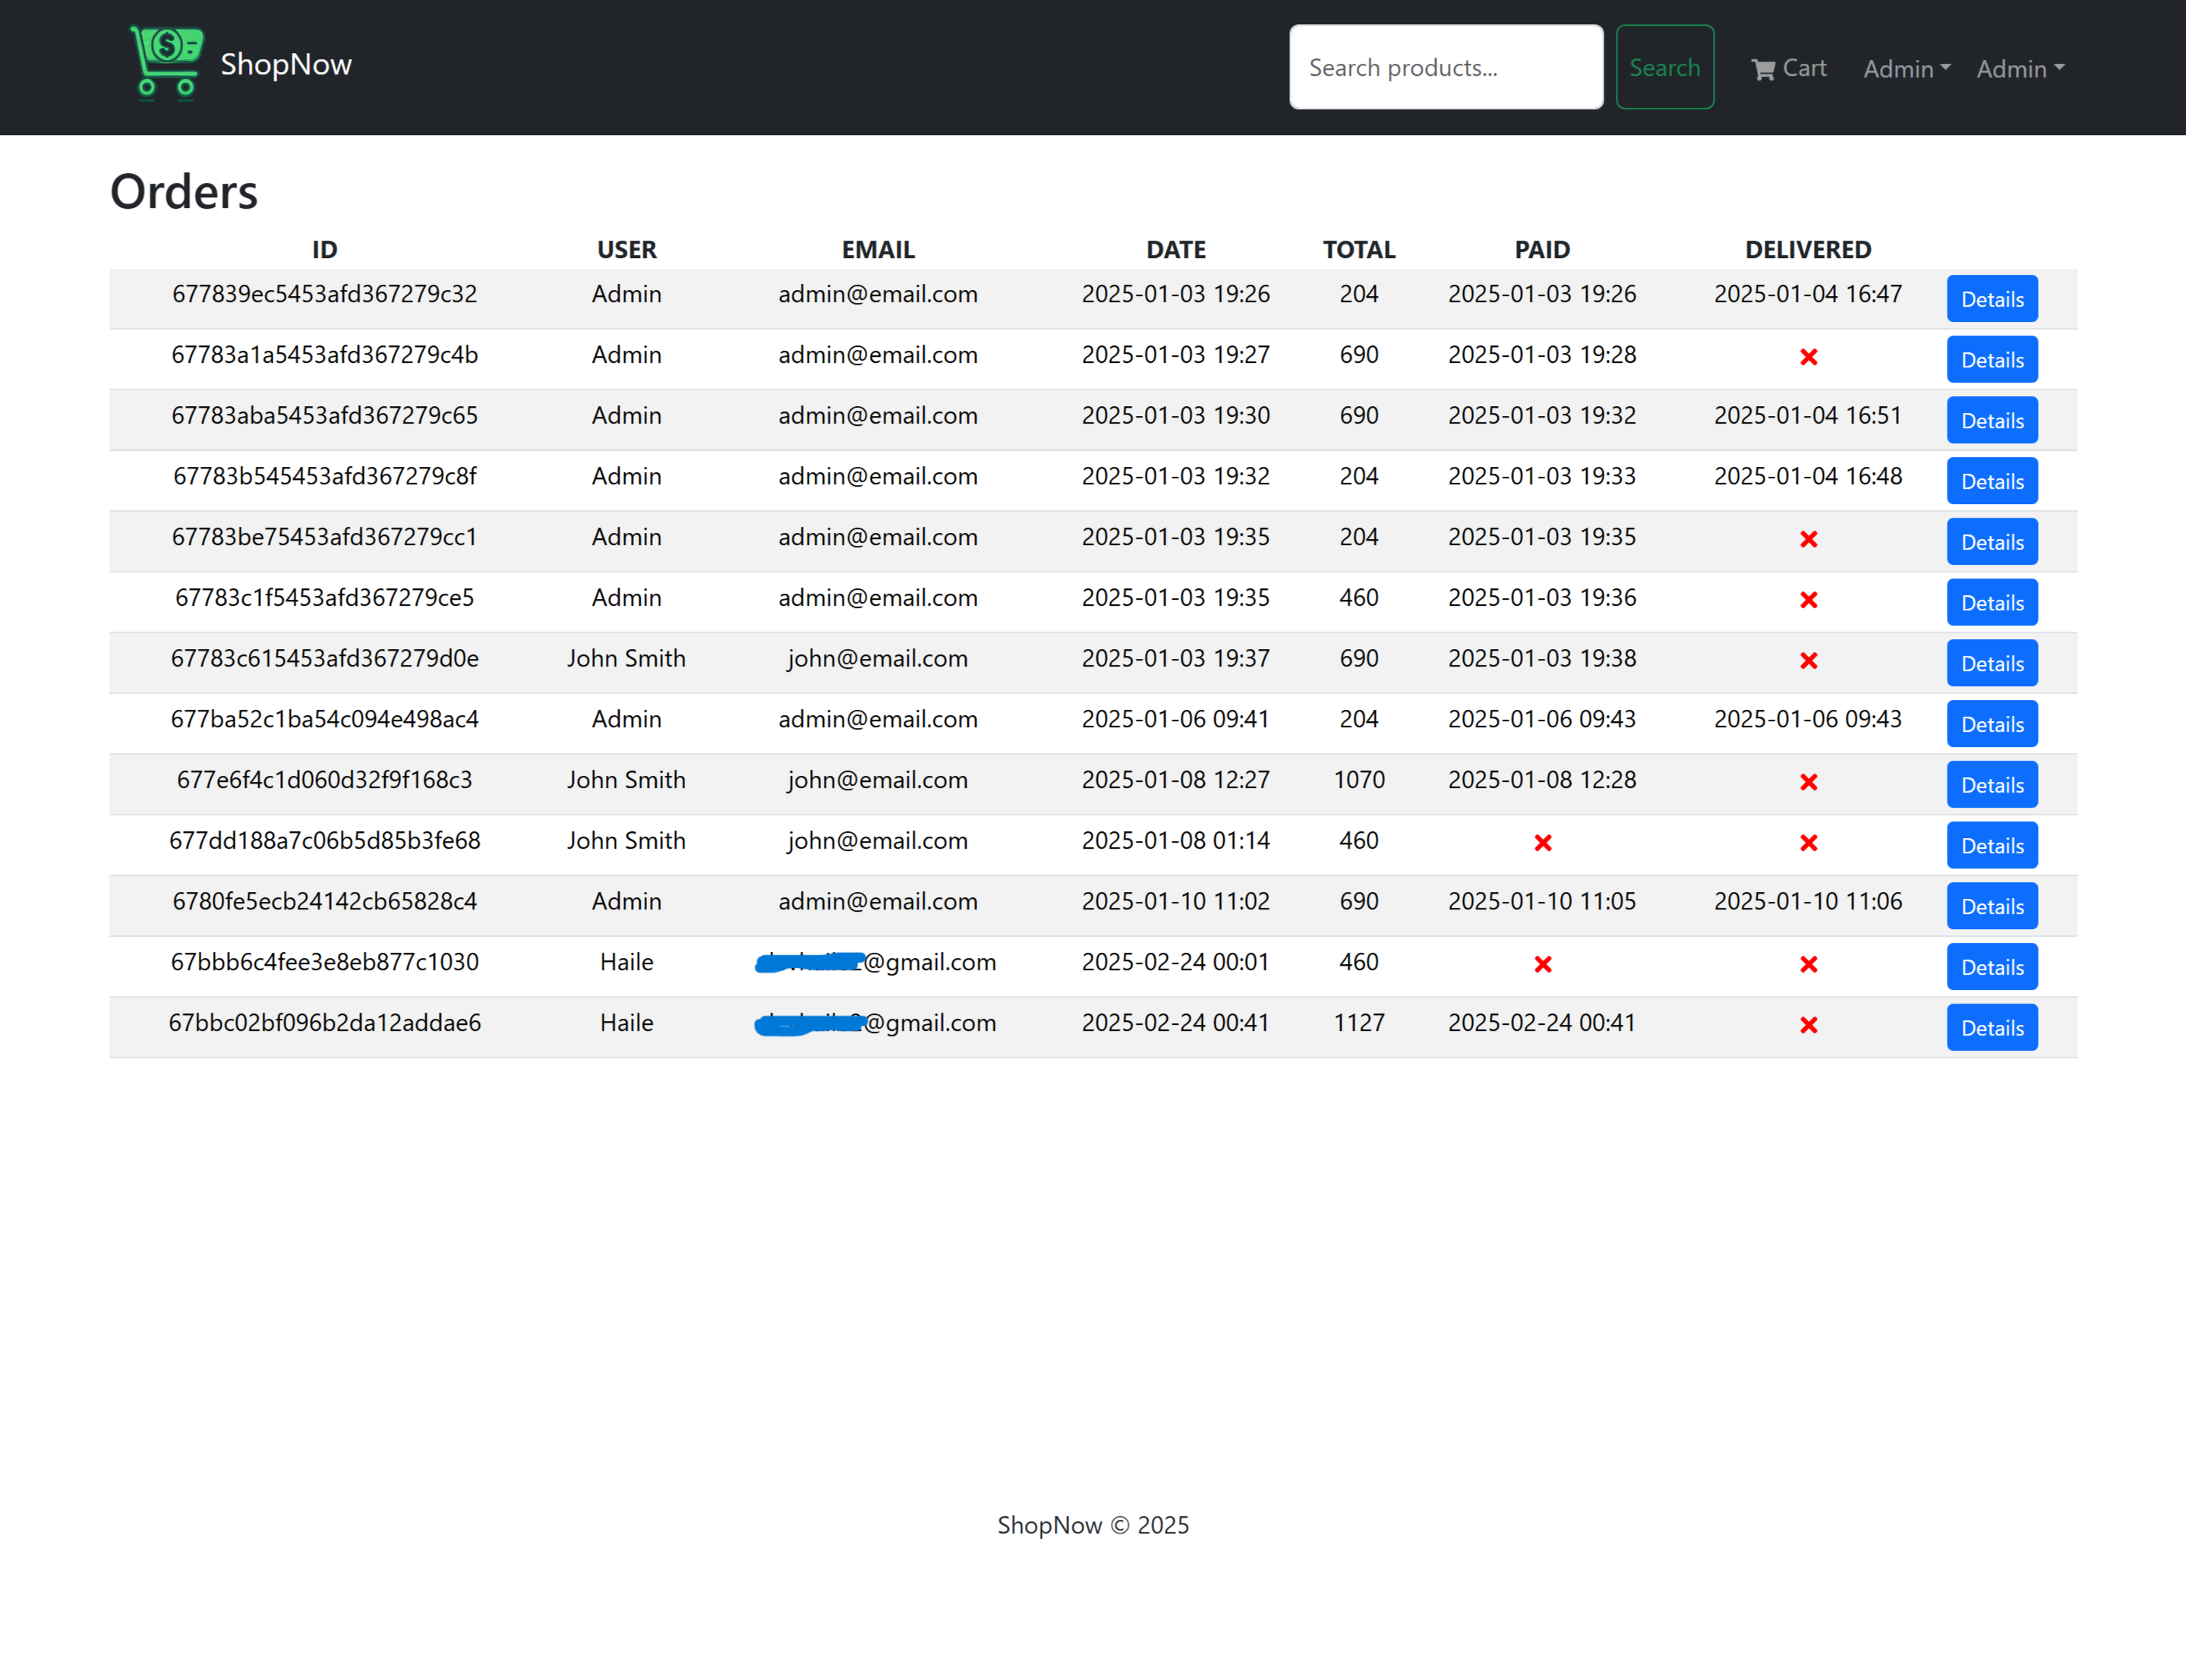 ShopNow Search products... Search Cart Admin Admin
Orders
ID USER EMAIL DATE TOTAL PAID DELIVERED
677839ec5453afd367279c32 Admin admin@email.com 2025-01-03 19:26 204 2025-01-03 19:26 2025-01-04 16:47 Details
67783a1a5453afd367279c4b Admin admin@email.com 2025-01-03 19:27 690 2025-01-03 19:28 Details
67783aba5453afd367279c65 Admin admin@email.com 2025-01-03 19:30 690 2025-01-03 19:32 2025-01-04 16:51 Details
67783b545453afd367279c8f Admin admin@email.com 2025-01-03 19:32 204 2025-01-03 19:33 2025-01-04 16:48 Details
67783be75453afd367279cc1 Admin admin@email.com 2025-01-03 19:35 204 2025-01-03 19:35 Details
67783c1f5453afd367279ce5 Admin admin@email.com 2025-01-03 19:35 460 2025-01-03 19:36 Details
67783c615453afd367279d0e John Smith john@email.com 2025-01-03 19:37 690 2025-01-03 19:38 Details
677ba52c1ba54c094e498ac4 Admin admin@email.com 2025-01-06 09:41 204 2025-01-06 09:43 2025-01-06 09:43 Details
677e6f4c1d060d32f9f168c3 John Smith john@email.com 2025-01-08 12:27 1070 2025-01-08 12:28 Details
677dd188a7c06b5d85b3fe68 John Smith john@email.com 2025-01-08 01:14 460 Details
6780fe5ecb24142cb65828c4 Admin admin@email.com 2025-01-10 11:02 690 2025-01-10 11:05 2025-01-10 11:06 Details
67bbb6c4fee3e8eb877c1030 Haile @gmail.com 2025-02-24 00:01 460 Details
67bbc02bf096b2da12addae6 Haile @gmail.com 2025-02-24 00:41 1127 2025-02-24 00:41 Details
ShopNow © 2025